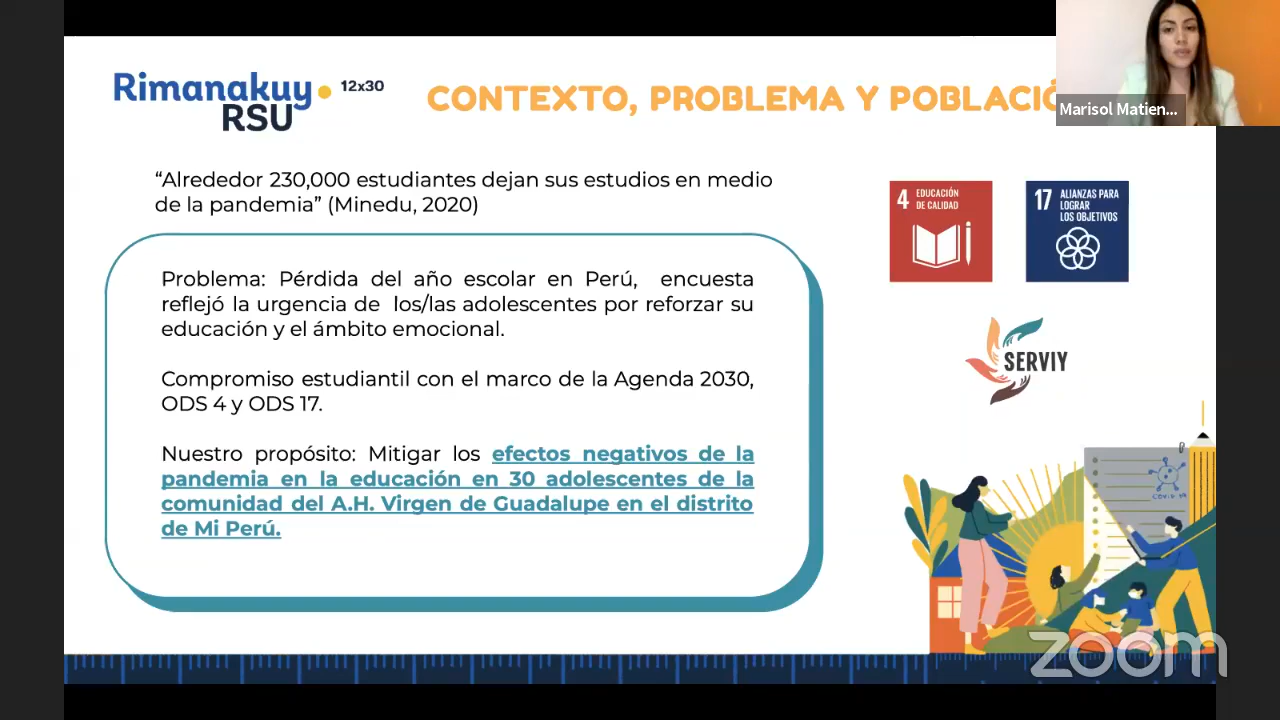 Rimanakuy 12x30
RSU
CONTEXTO, PROBLEMA Y POBLACIÓ
Marisol Matien...
“Alrededor 230,000 estudiantes dejan sus estudios en medio
de la pandemia” (Minedu, 2020)
4 EDUCACIÓN
DE CALIDAD
17 ALIANZAS PARA
LOGRAR
LOS OBJETIVOS
Problema: Pérdida del año escolar en Perú, encuesta
reflejó la urgencia de los/las adolescentes por reforzar su
educación y el ámbito emocional.
SERVIY
Compromiso estudiantil con el marco de la Agenda 2030,
ODS 4 y ODS 17.
Nuestro propósito: Mitigar los efectos negativos de la
pandemia en la educación en 30 adolescentes de la
comunidad del A.H. Virgen de Guadalupe en el distrito
de Mi Perú.
COVID 19
zoom